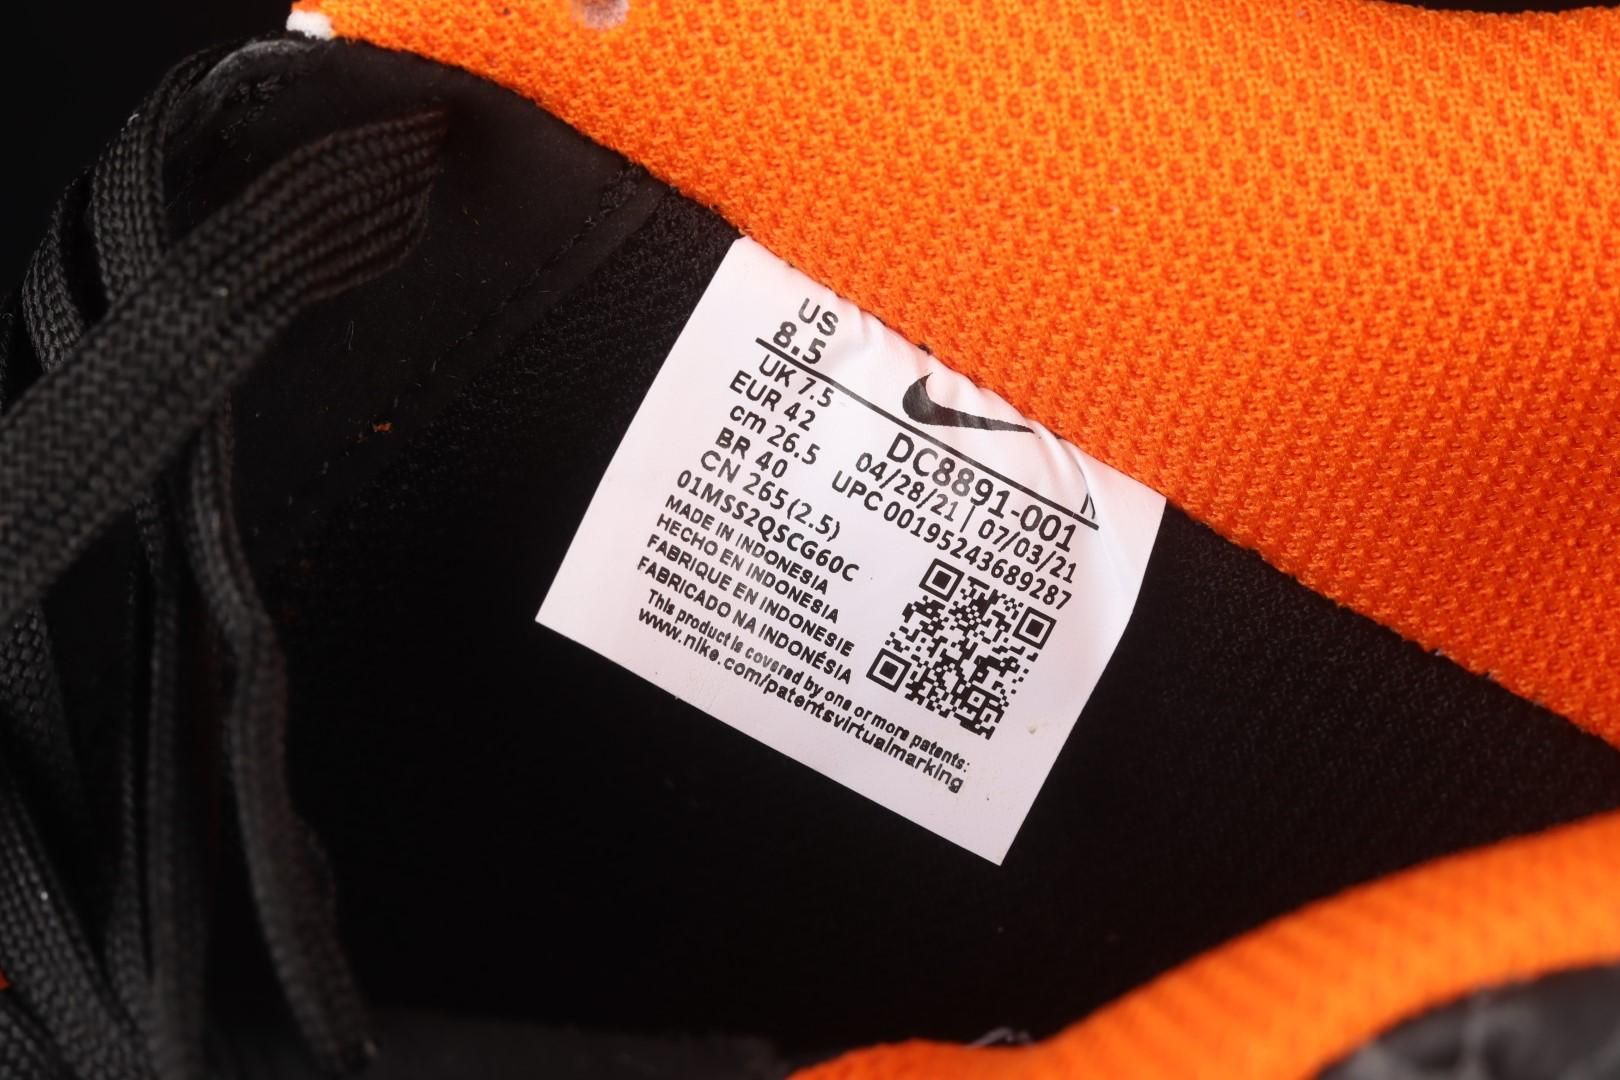 US
8.5
UK 7.5
EUR 42
cm 26.5
BR 40
CN 265(2.5)
01MSS2QSCG60C
DC8891-001
04/28/21 | 07/03/21
UPC 00195243689287
MADE IN INDONESIA
HECHO EN INDONESIA
FABRIQUE EN INDONESIE
FABRICADO NA INDONÉSIA
This product is covered by one or more patents:
www.nike.com/patentsvirtualmarking